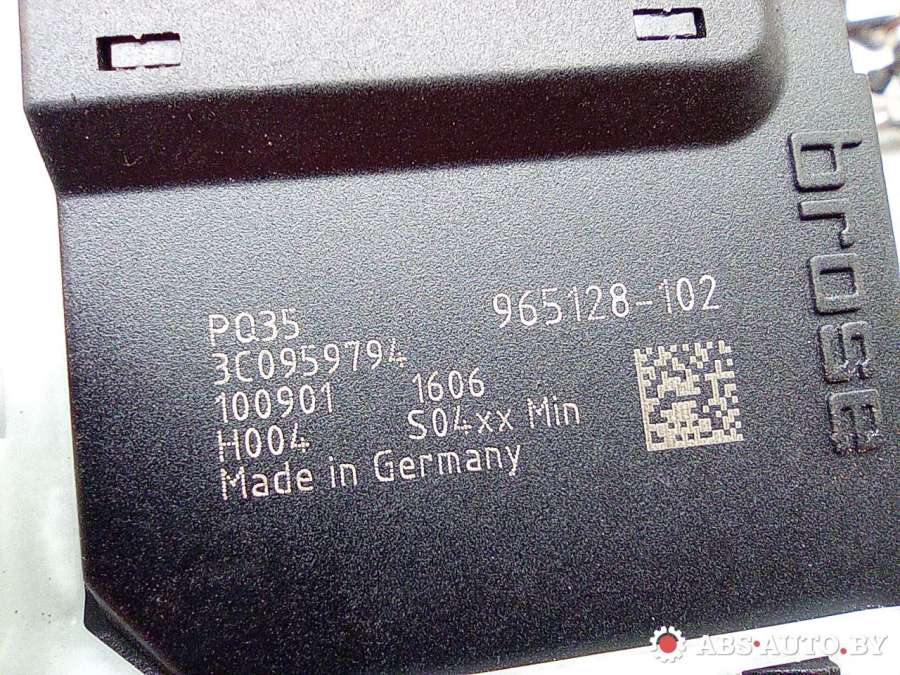 brose
PQ35 965128-102
3C0959794
100901 1606
H004 S04xx Min
Made in Germany
ABS-AUTO.BY